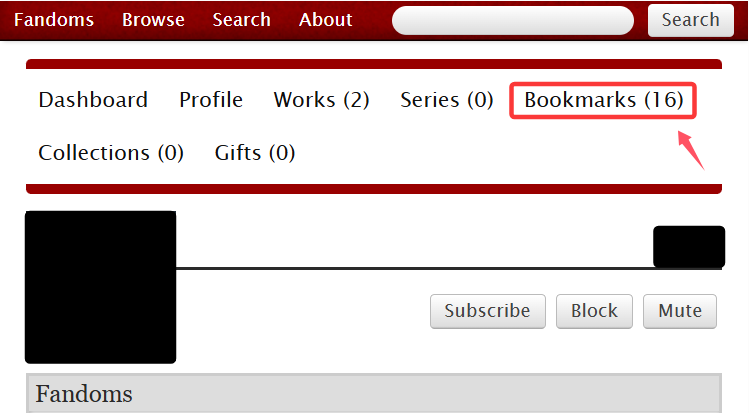 Fandoms Browse Search About Search
Dashboard Profile Works (2) Series (0) Bookmarks (16)
Collections (0) Gifts (0)
Subscribe Block Mute
Fandoms